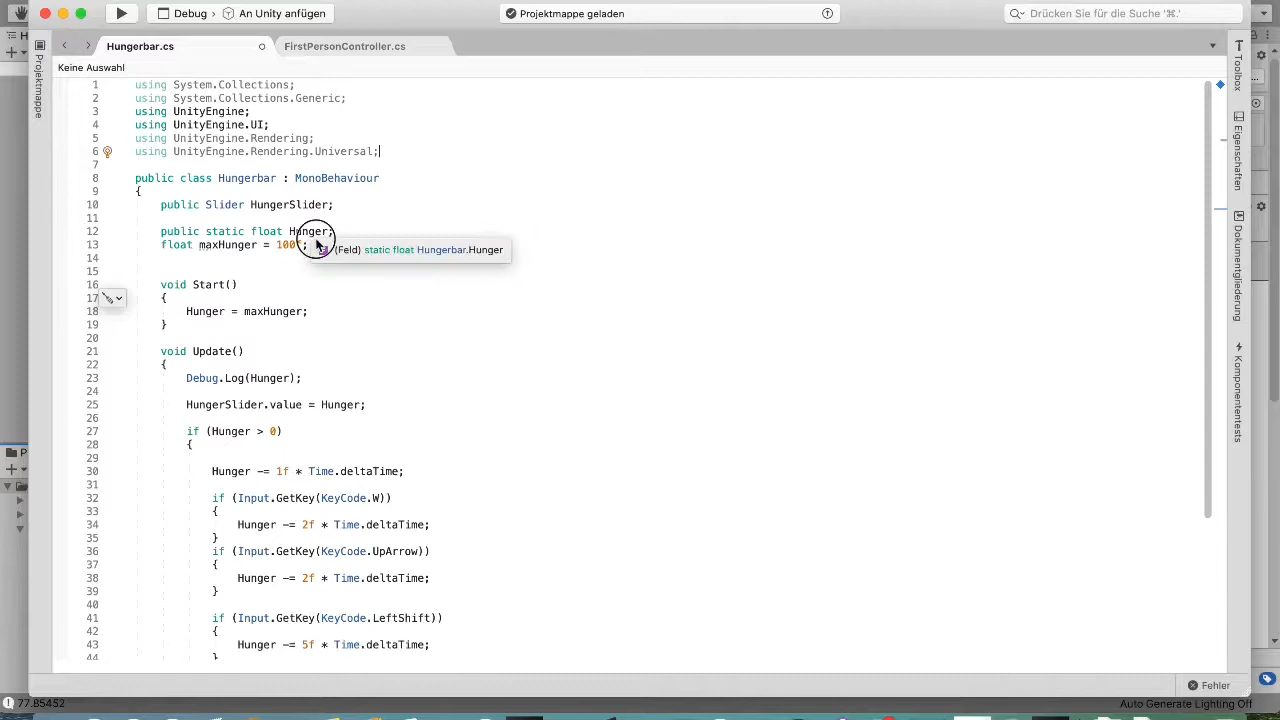 Debug
An Unity anfügen
Projektmappe geladen
Drücken Sie für die Suche '⌘.'
Hungerbar.cs
FirstPersonController.cs
Keine Auswahl
Projektmappe
1 using System.Collections;
2 using System.Collections.Generic;
3 using UnityEngine;
4 using UnityEngine.UI;
5 using UnityEngine.Rendering;
6 using UnityEngine.Rendering.Universal;
7
8 public class Hungerbar : MonoBehaviour
9 {
10 public Slider HungerSlider;
11
12 public static float Hunger;
13 float maxHunger = 100f;
(Feld) static float Hungerbar.Hunger
14
15
16 void Start()
17 {
18 Hunger = maxHunger;
19 }
20
21 void Update()
22 {
23 Debug.Log(Hunger);
24
25 HungerSlider.value = Hunger;
26
27 if (Hunger > 0)
28 {
29
30 Hunger -= 1f * Time.deltaTime;
31
32 if (Input.GetKey(KeyCode.W))
33 {
34 Hunger -= 2f * Time.deltaTime;
35 }
36 if (Input.GetKey(KeyCode.UpArrow))
37 {
38 Hunger -= 2f * Time.deltaTime;
39 }
40
41 if (Input.GetKey(KeyCode.LeftShift))
42 {
43 Hunger -= 5f * Time.deltaTime;
44 }
Toolbox
Eigenschaften
Dokumentgliederung
Komponententests
Fehler
77.85452
Auto Generate Lighting Off